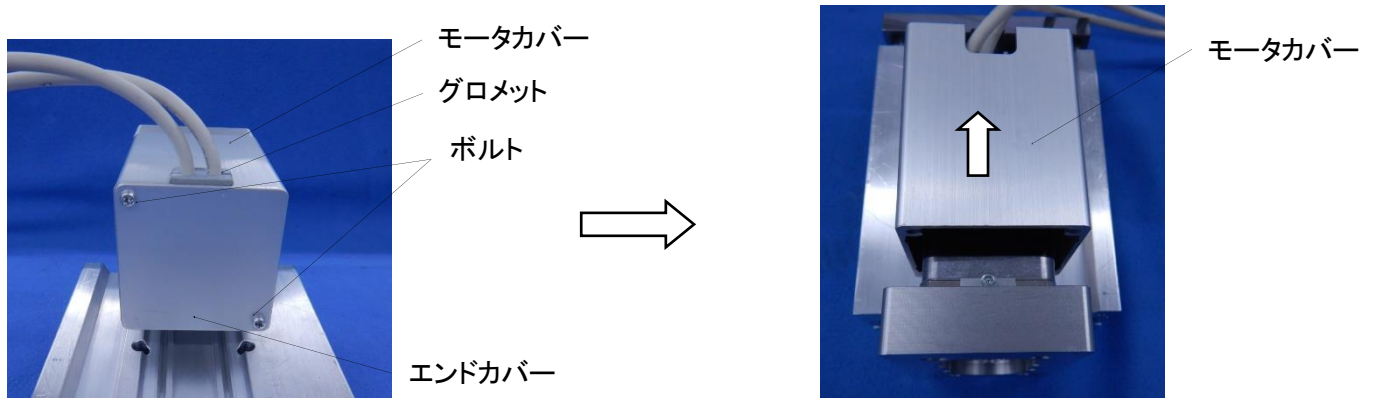 モータカバー
グロメット
ボルト
エンドカバー
モータカバー